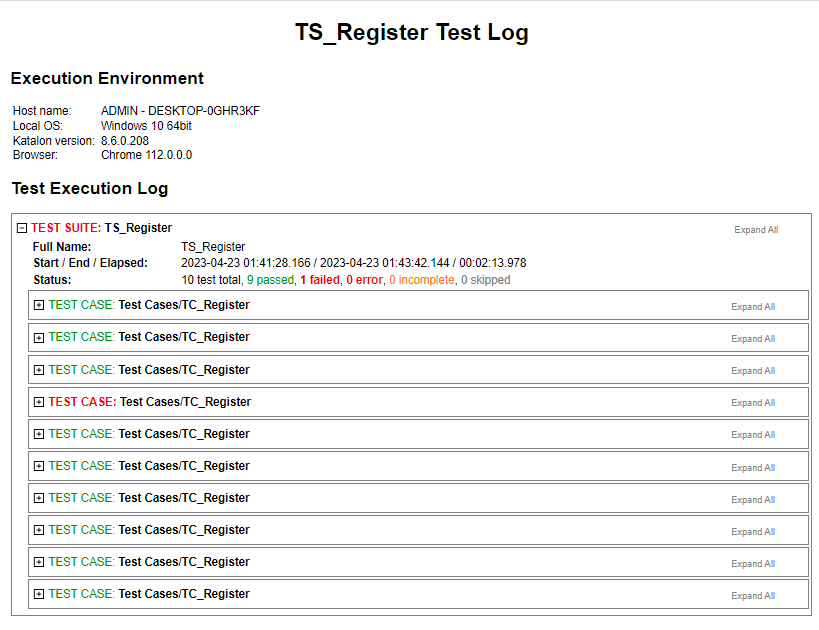 TS_Register Test Log
Execution Environment
Host name: ADMIN - DESKTOP-0GHR3KF
Local OS: Windows 10 64bit
Katalon version: 8.6.0.208
Browser: Chrome 112.0.0.0
Test Execution Log
TEST SUITE: TS_Register Expand All
Full Name: TS_Register
Start / End / Elapsed: 2023-04-23 01:41:28.166 / 2023-04-23 01:43:42.144 / 00:02:13.978
Status: 10 test total, 9 passed, 1 failed, 0 error, 0 incomplete, 0 skipped
TEST CASE: Test Cases/TC_Register Expand All
TEST CASE: Test Cases/TC_Register Expand All
TEST CASE: Test Cases/TC_Register Expand All
TEST CASE: Test Cases/TC_Register Expand All
TEST CASE: Test Cases/TC_Register Expand All
TEST CASE: Test Cases/TC_Register Expand All
TEST CASE: Test Cases/TC_Register Expand All
TEST CASE: Test Cases/TC_Register Expand All
TEST CASE: Test Cases/TC_Register Expand All
TEST CASE: Test Cases/TC_Register Expand All